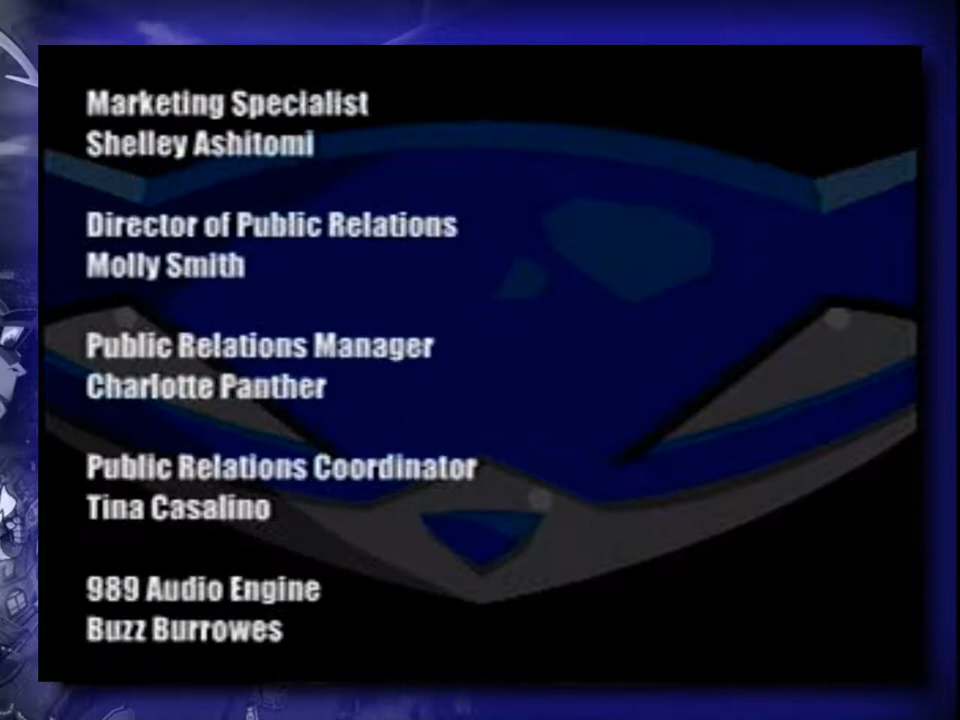 Marketing Specialist
Shelley Ashitomi
Director of Public Relations
Molly Smith
Public Relations Manager
Charlotte Panther
Public Relations Coordinator
Tina Casalino
989 Audio Engine
Buzz Burrowes